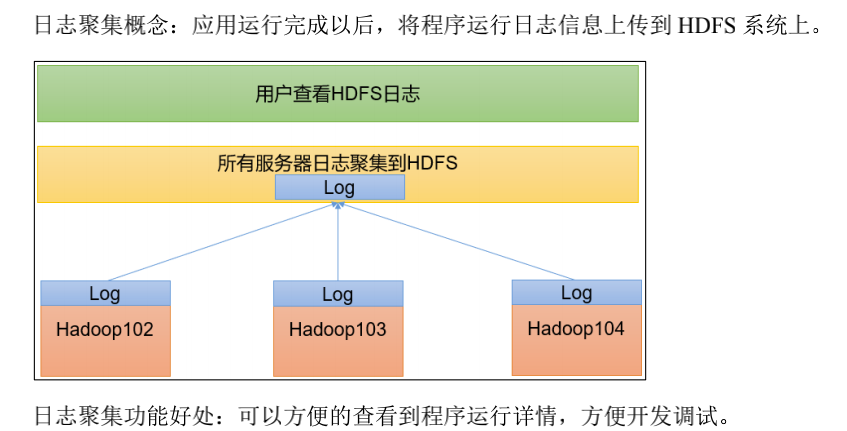 日志聚集概念：应用运行完成以后，将程序运行日志信息上传到 HDFS 系统上。
用户查看HDFS日志
所有服务器日志聚集到HDFS
Log
Log
Log
Log
Hadoop102
Hadoop103
Hadoop104
日志聚集功能好处：可以方便的查看到程序运行详情，方便开发调试。